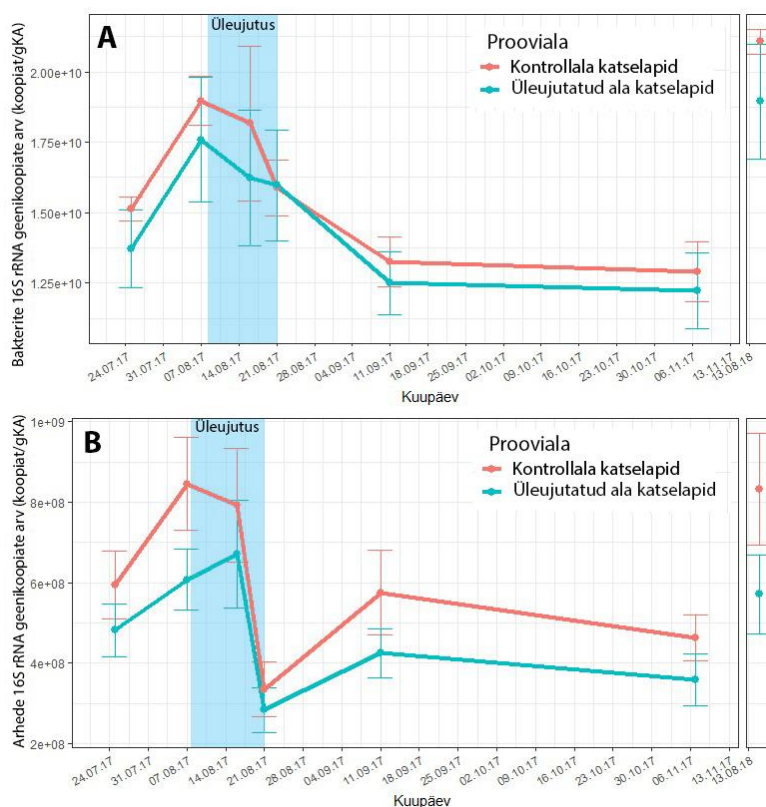 A
Üleujutus
Prooviala
Kontrollala katselapid
Üleujutatud ala katselapid
Bakterite 16S rRNA geenikoopiate arv (koopiat/gKA)
2.00e+10
1.75e+10
1.50e+10
1.25e+10
24.07.17
31.07.17
07.08.17
14.08.17
21.08.17
28.08.17
04.09.17
11.09.17
18.09.17
25.09.17
02.10.17
09.10.17
16.10.17
23.10.17
30.10.17
06.11.17
13.11.17
13.08.18
Kuupäev
B
Üleujutus
Prooviala
Kontrollala katselapid
Üleujutatud ala katselapid
Arhede 16S rRNA geenikoopiate arv (koopiat/gKA)
1e+09
8e+08
6e+08
4e+08
2e+08
24.07.17
31.07.17
07.08.17
14.08.17
21.08.17
28.08.17
04.09.17
11.09.17
18.09.17
25.09.17
02.10.17
09.10.17
16.10.17
23.10.17
30.10.17
06.11.17
13.11.17
13.08.18
Kuupäev